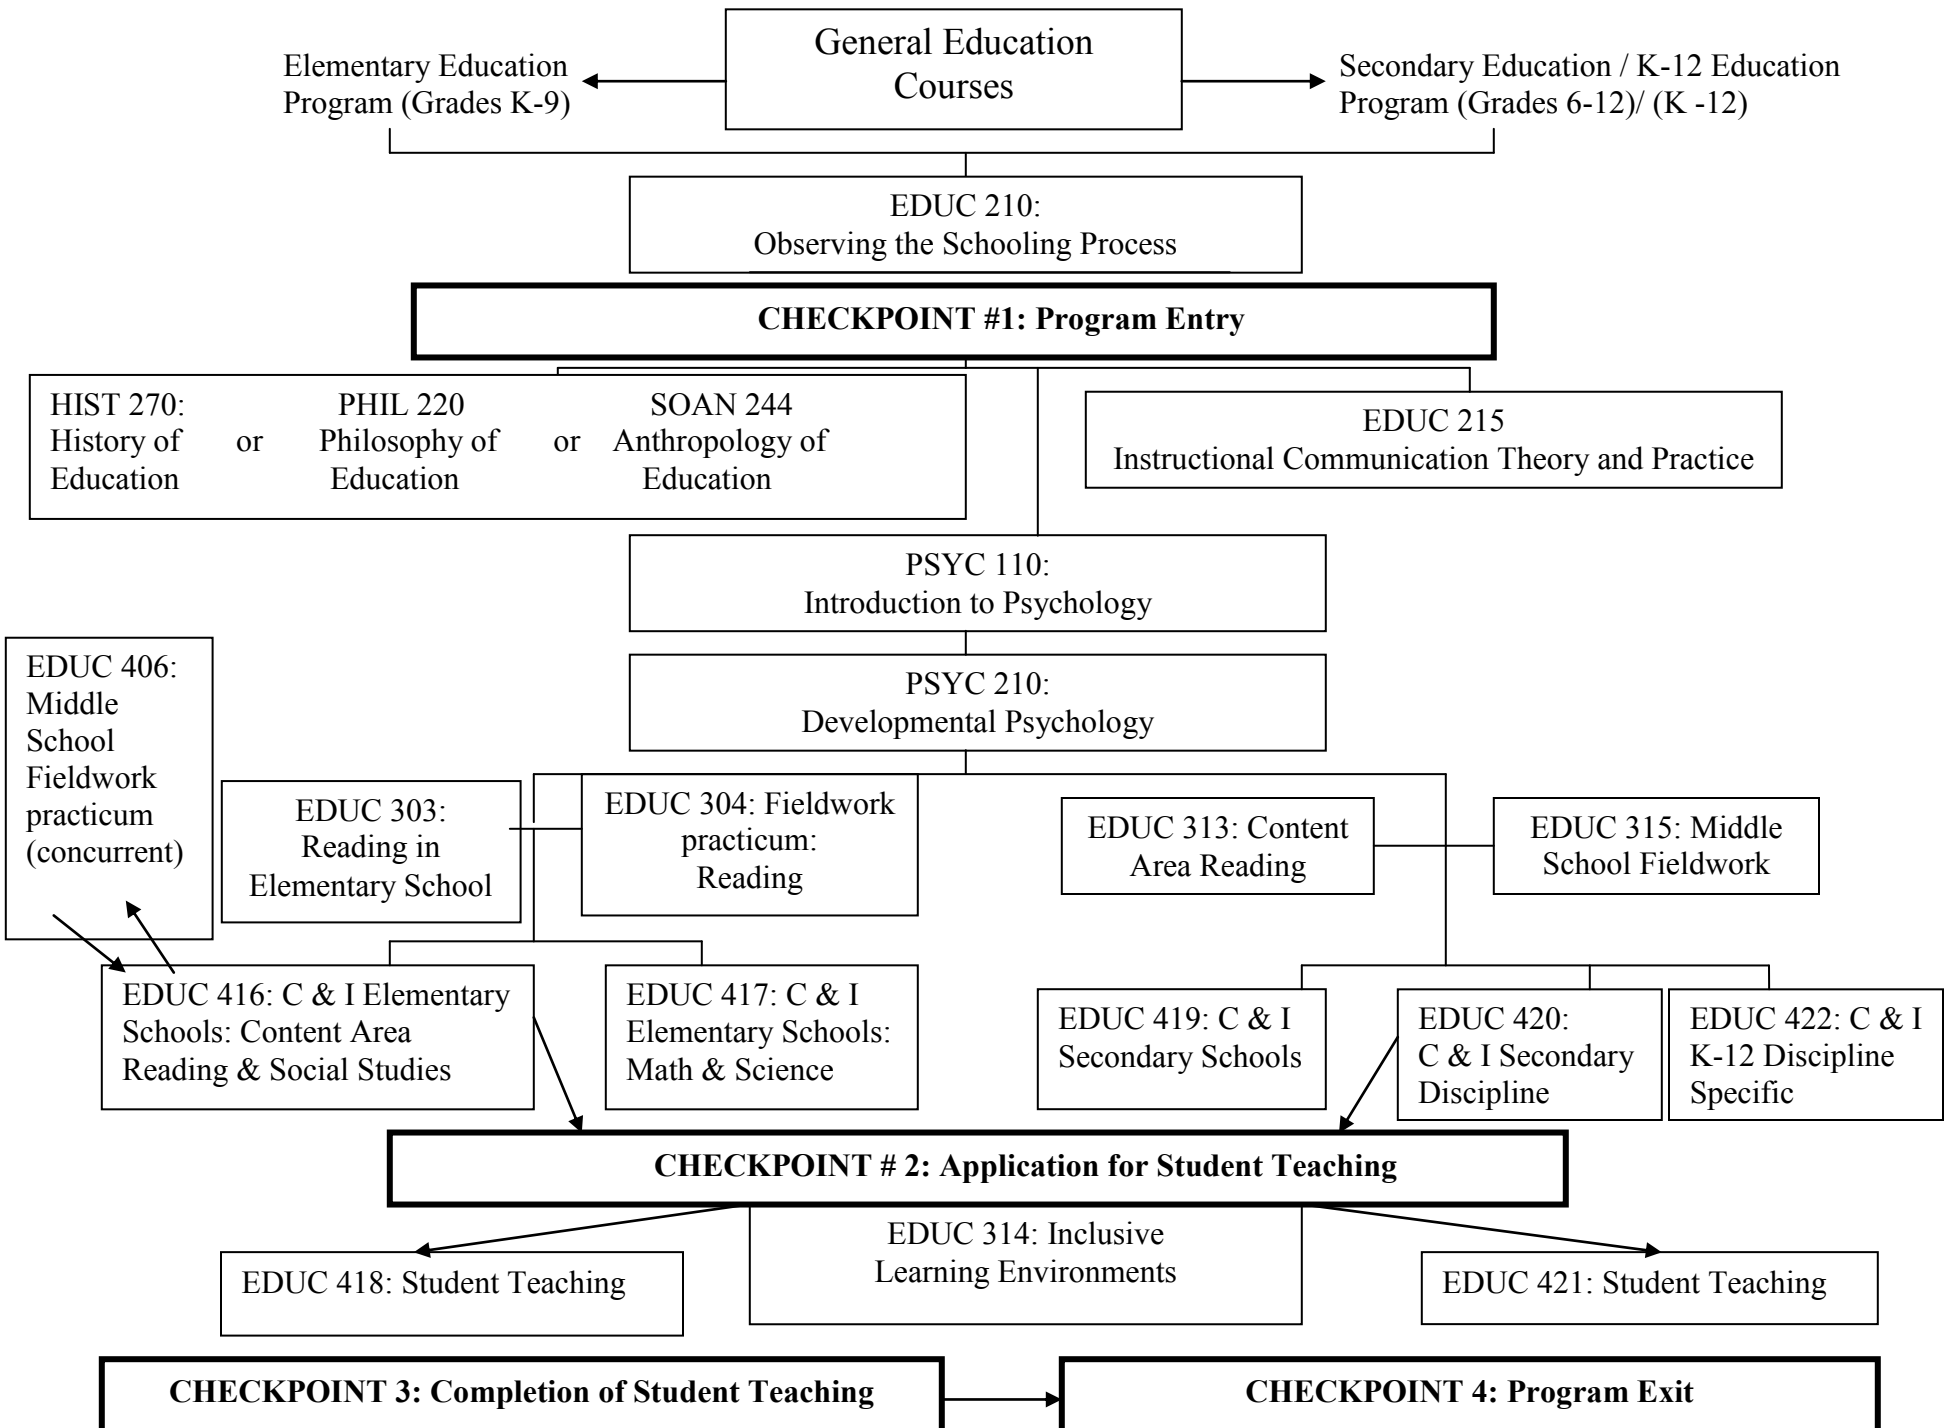 General Education
Courses
Elementary Education
Program (Grades K-9)
Secondary Education / K-12 Education
Program (Grades 6-12)/ (K -12)
EDUC 210:
Observing the Schooling Process
CHECKPOINT #1: Program Entry
HIST 270:
History of
Education
or
PHIL 220
Philosophy of
Education
or
SOAN 244
Anthropology of
Education
EDUC 215
Instructional Communication Theory and Practice
PSYC 110:
Introduction to Psychology
PSYC 210:
Developmental Psychology
EDUC 406:
Middle
School
Fieldwork
practicum
(concurrent)
EDUC 303:
Reading in
Elementary School
EDUC 304: Fieldwork
practicum:
Reading
EDUC 313: Content
Area Reading
EDUC 315: Middle
School Fieldwork
EDUC 416: C & I Elementary
Schools: Content Area
Reading & Social Studies
EDUC 417: C & I
Elementary Schools:
Math & Science
EDUC 419: C & I
Secondary Schools
EDUC 420:
C & I Secondary
Discipline
EDUC 422: C & I
K-12 Discipline
Specific
CHECKPOINT # 2: Application for Student Teaching
EDUC 418: Student Teaching
EDUC 314: Inclusive
Learning Environments
EDUC 421: Student Teaching
CHECKPOINT 3: Completion of Student Teaching
CHECKPOINT 4: Program Exit